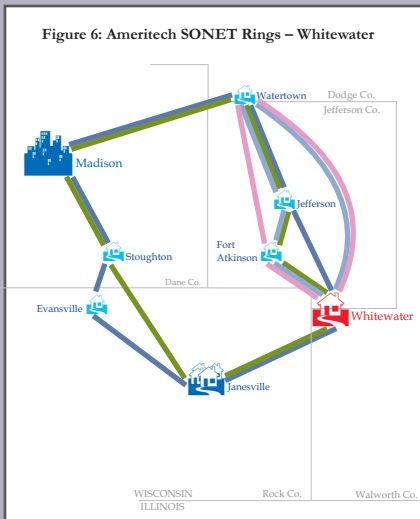 Figure 6: Ameritech SONET Rings – Whitewater
Watertown
Dodge Co.
Jefferson Co.
Madison
Jefferson
Fort
Atkinson
Stoughton
Dane Co.
Evansville
Whitewater
Janesville
WISCONSIN
Rock Co.
Walworth Co.
ILLINOIS